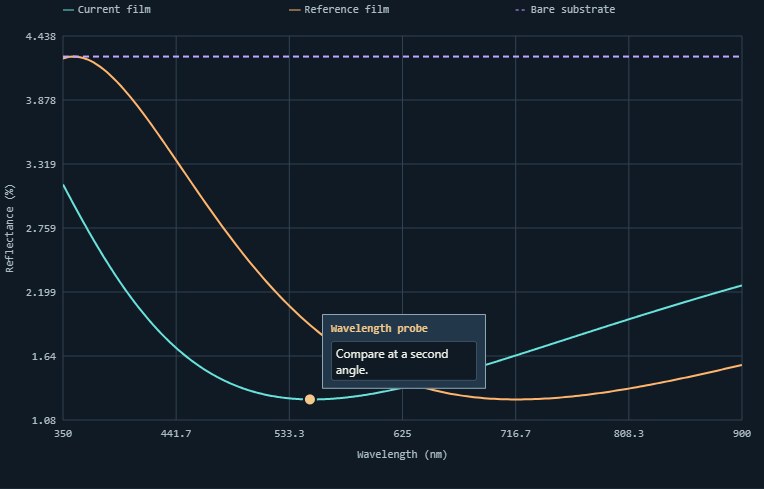 Current film
Reference film
Bare substrate
4.438
3.878
3.319
2.759
2.199
1.64
1.08
Reflectance (%)
Wavelength probe
Compare at a second
angle.
350
441.7
533.3
625
716.7
808.3
900
Wavelength (nm)